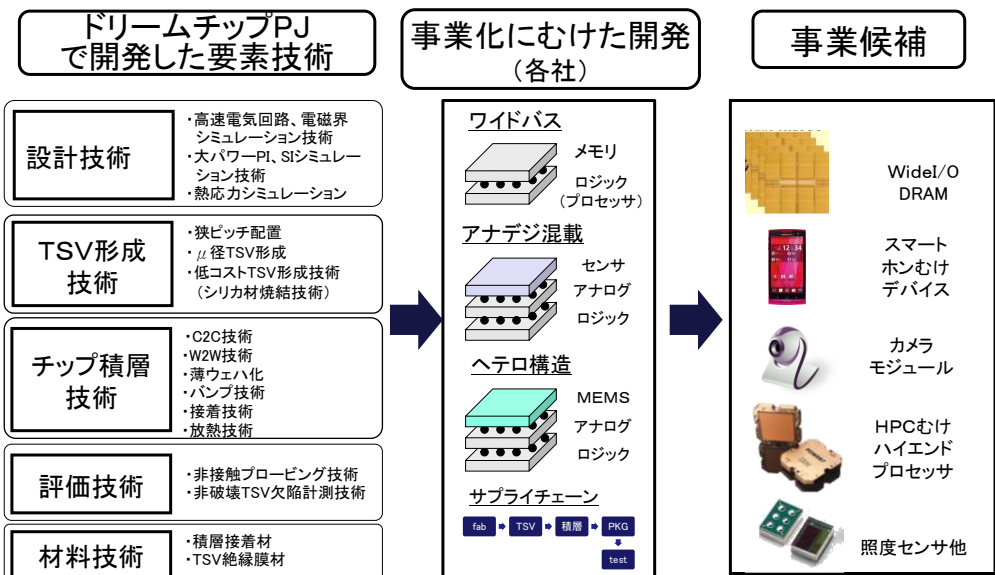 ドリームチップPJ
で開発した要素技術
事業化にむけた開発
(各社)
事業候補
設計技術
・高速電気回路、電磁界
シミュレーション技術
・大パワーPI、SIシミュレー
ション技術
・熱応力シミュレーション
TSV形成
技術
・狭ピッチ配置
・μ径TSV形成
・低コストTSV形成技術
(シリカ材焼結技術)
チップ積層
技術
・C2C技術
・W2W技術
・薄ウェハ化
・バンプ技術
・接着技術
・放熱技術
評価技術
・非接触プロービング技術
・非破壊TSV欠陥計測技術
材料技術
・積層接着材
・TSV絶縁膜材
ワイドバス
メモリ
ロジック
(プロセッサ)
アナデジ混載
センサ
アナログ
ロジック
ヘテロ構造
MEMS
アナログ
ロジック
サプライチェーン
fab TSV 積層 PKG
test
WideI/O
DRAM
12:34
スマート
ホンむけ
デバイス
カメラ
モジュール
HPCむけ
ハイエンド
プロセッサ
照度センサ他